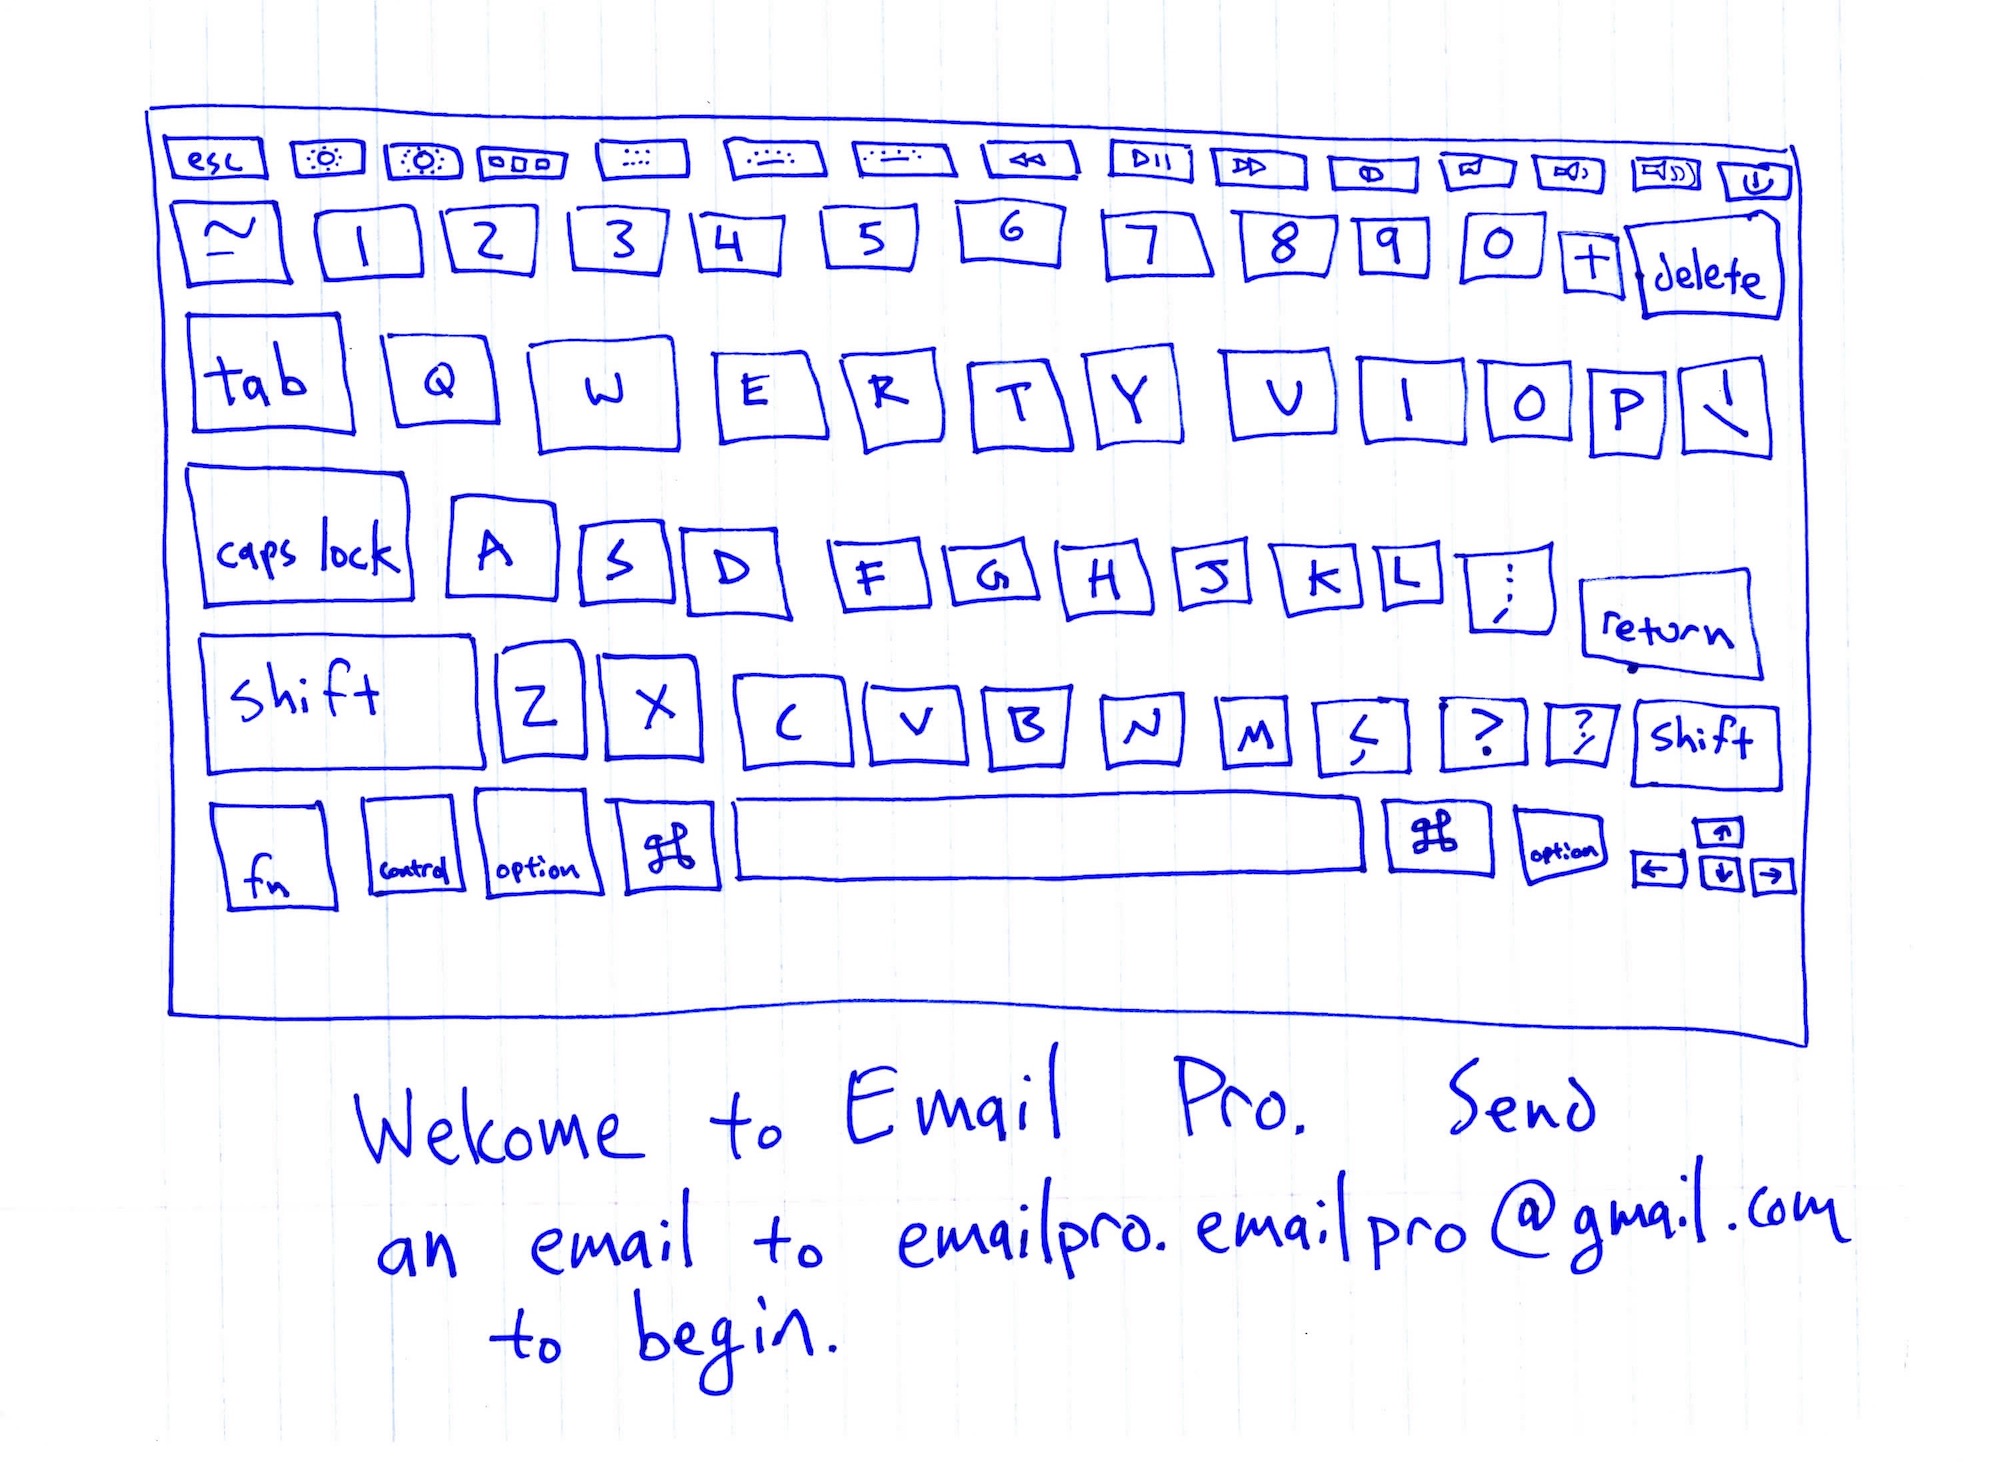 esc
~ 1 2 3 4 5 6 7 8 9 0 + delete
tab Q W E R T Y U I O P \
caps lock A S D F G H J K L ; return
shift Z X C V B N M < , ? ? shift
fn control option ⌘ ⌘ option ↑
← ↓ →
Welcome to Email Pro. Send
an email to emailpro.emailpro@gmail.com
to begin.